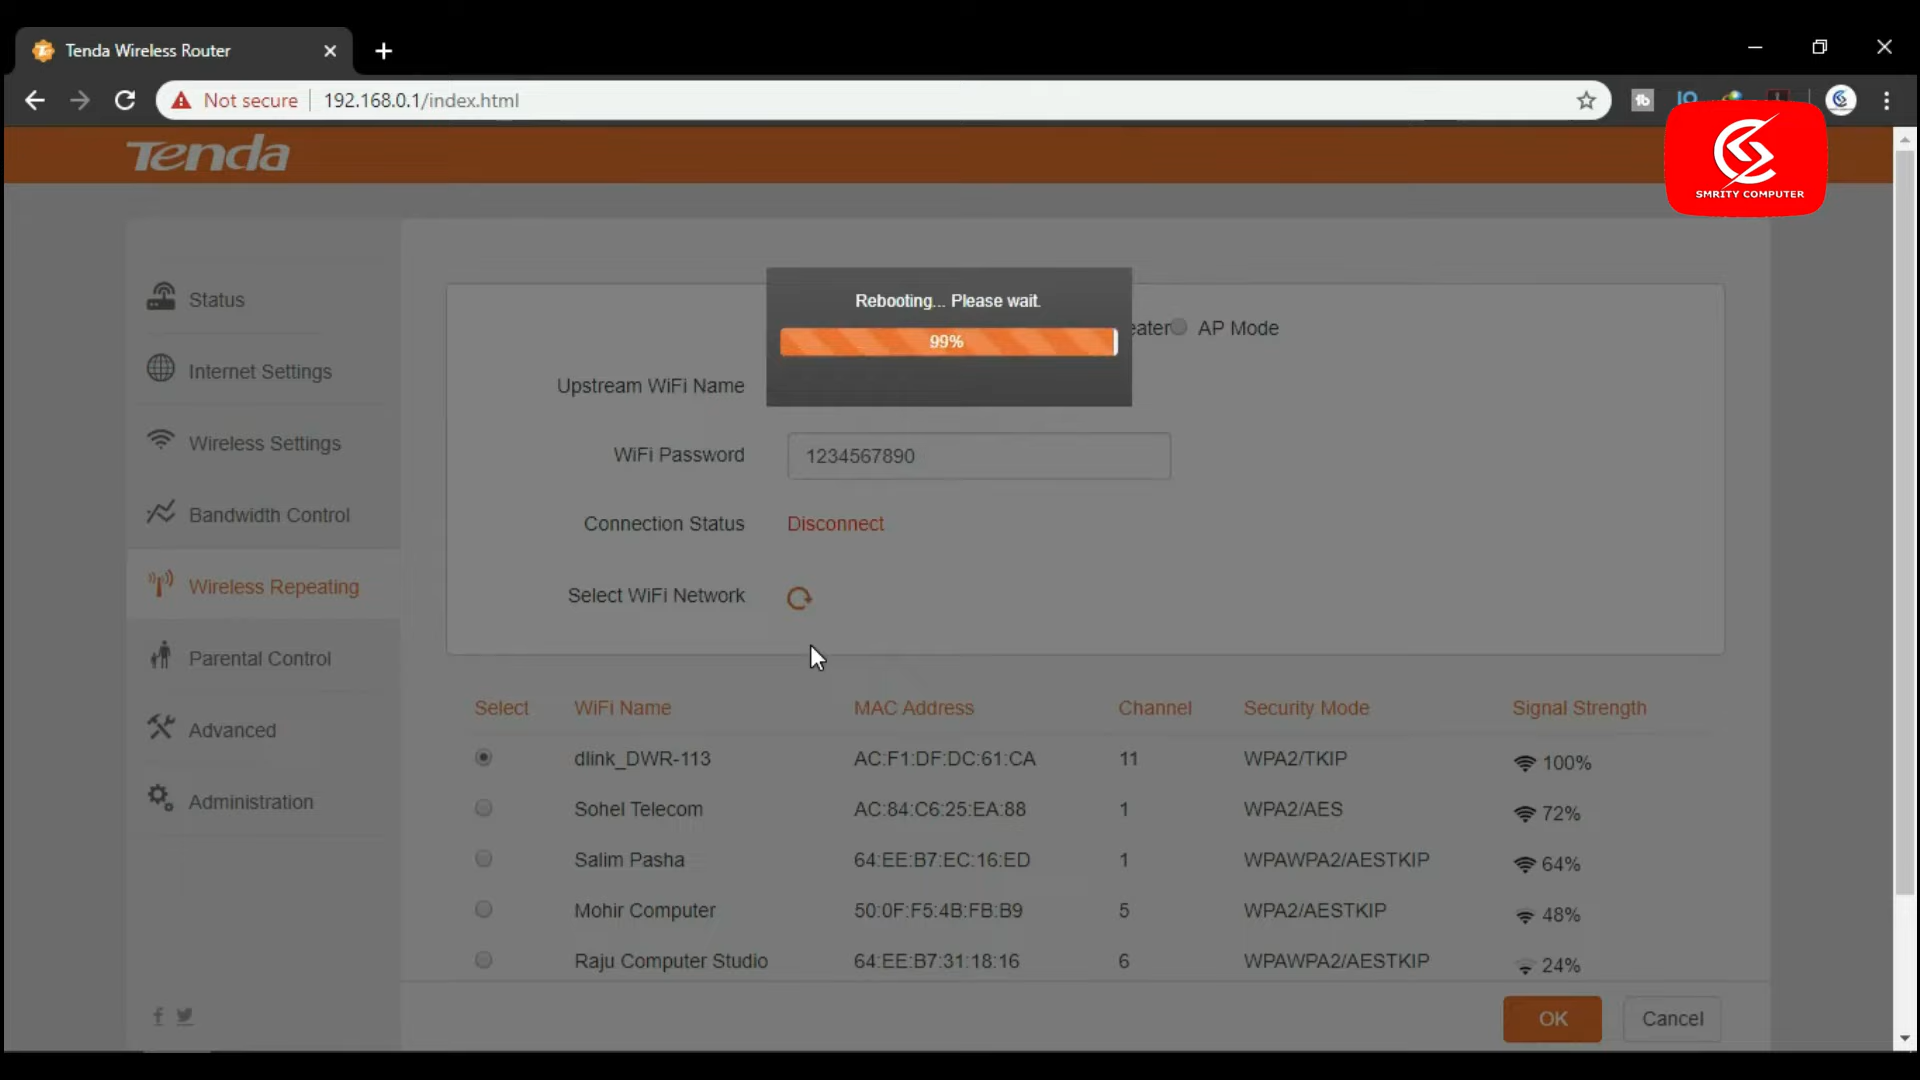 Tenda Wireless Router
Not secure
192.168.0.1/index.html
Tenda
SMRITY COMPUTER
Status
Internet Settings
Wireless Settings
Bandwidth Control
Wireless Repeating
Parental Control
Advanced
Administration
Rebooting... Please wait.
99%
eater AP Mode
Upstream WiFi Name
WiFi Password 1234567890
Connection Status Disconnect
Select WiFi Network
Select WiFi Name MAC Address Channel Security Mode Signal Strength
dlink_DWR-113 AC:F1:DF:DC:61:CA 11 WPA2/TKIP 100%
Sohel Telecom AC:84:C6:25:EA:88 1 WPA2/AES 72%
Salim Pasha 64:EE:B7:EC:16:ED 1 WPAWPA2/AESTKIP 64%
Mohir Computer 50:0F:F5:4B:FB:B9 5 WPA2/AESTKIP 48%
Raju Computer Studio 64:EE:B7:31:18:16 6 WPAWPA2/AESTKIP 24%
OK Cancel